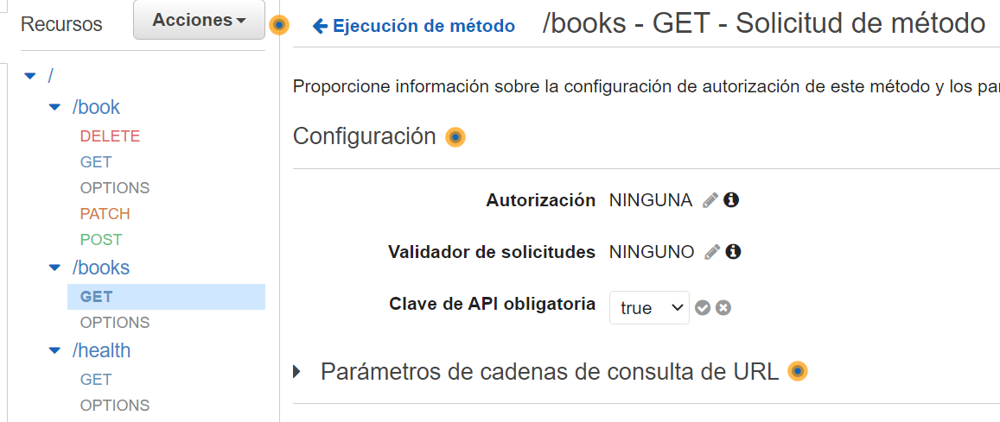 Recursos
Acciones
/
/book
DELETE
GET
OPTIONS
PATCH
POST
/books
GET
OPTIONS
/health
GET
OPTIONS
Ejecución de método
/books - GET - Solicitud de método
Proporcione información sobre la configuración de autorización de este método y los
Configuración
Autorización NINGUNA
Validador de solicitudes NINGUNO
Clave de API obligatoria true
Parámetros de cadenas de consulta de URL